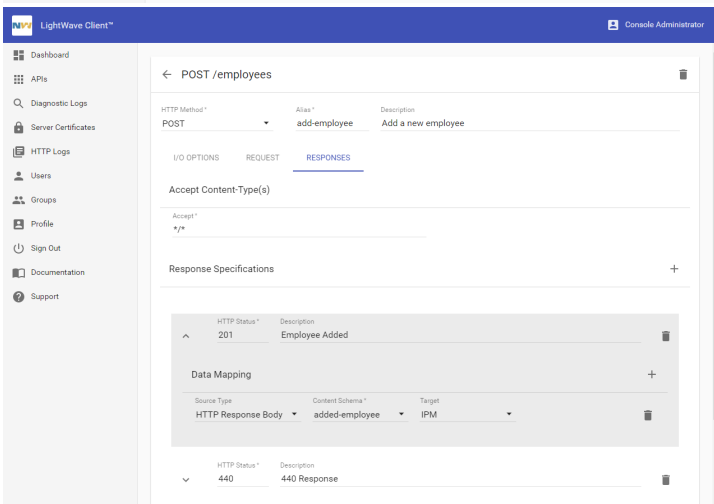 NW LightWave Client™ Console Administrator
Dashboard
APIs
Diagnostic Logs
Server Certificates
HTTP Logs
Users
Groups
Profile
Sign Out
Documentation
Support
POST /employees
HTTP Method * Alias * Description
POST add-employee Add a new employee
I/O OPTIONS REQUEST RESPONSES
Accept Content-Type(s)
Accept *
*/*
Response Specifications
HTTP Status * Description
201 Employee Added
Data Mapping
Source Type Content Schema * Target
HTTP Response Body added-employee IPM
HTTP Status * Description
440 440 Response